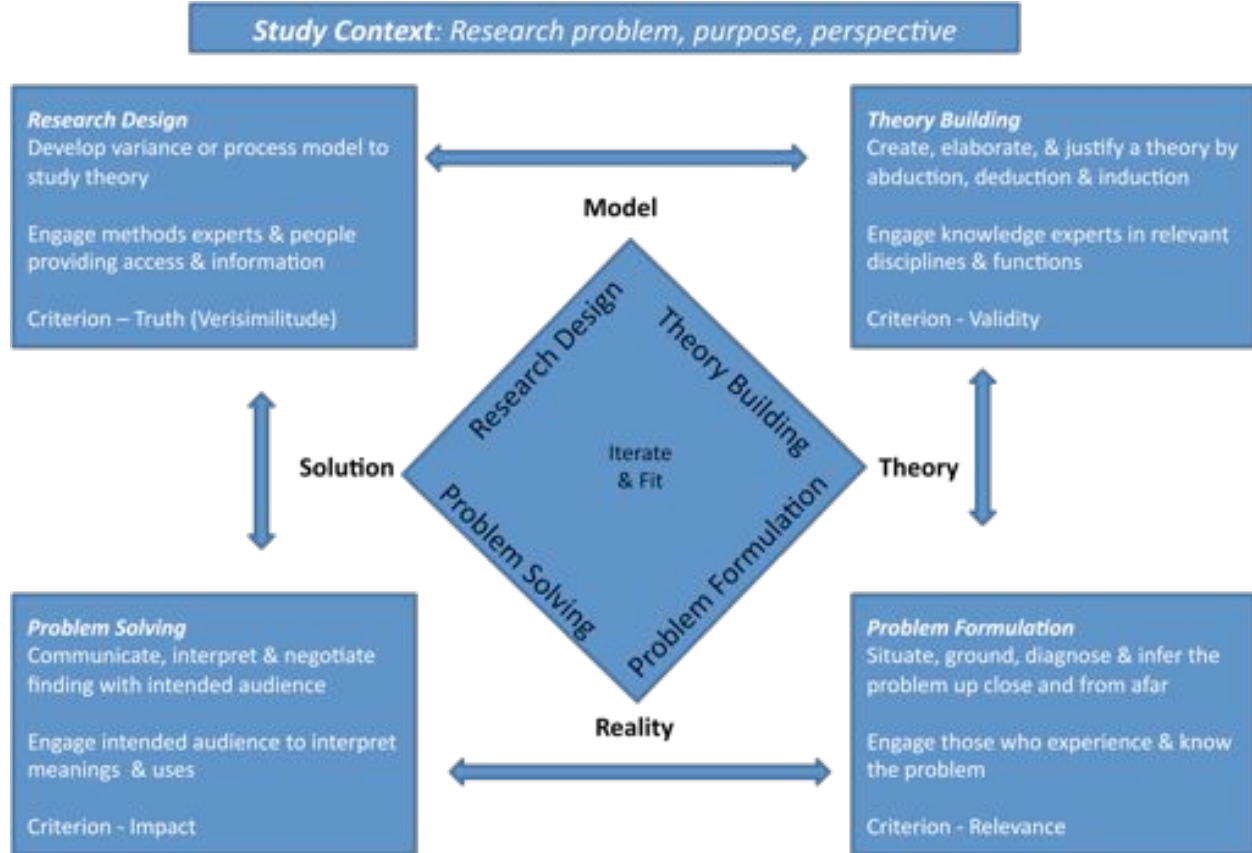 Study Context: Research problem, purpose, perspective
Research Design
Develop variance or process model to
study theory
Engage methods experts & people
providing access & information
Criterion – Truth (Verisimilitude)
Theory Building
Create, elaborate, & justify a theory by
abduction, deduction & induction
Engage knowledge experts in relevant
disciplines & functions
Criterion - Validity
Model
Research Design
Theory Building
Solution
Iterate
& Fit
Theory
Problem Solving
Problem Formulation
Reality
Problem Solving
Communicate, interpret & negotiate
finding with intended audience
Engage intended audience to interpret
meanings & uses
Criterion - Impact
Problem Formulation
Situate, ground, diagnose & infer the
problem up close and from afar
Engage those who experience & know
the problem
Criterion - Relevance